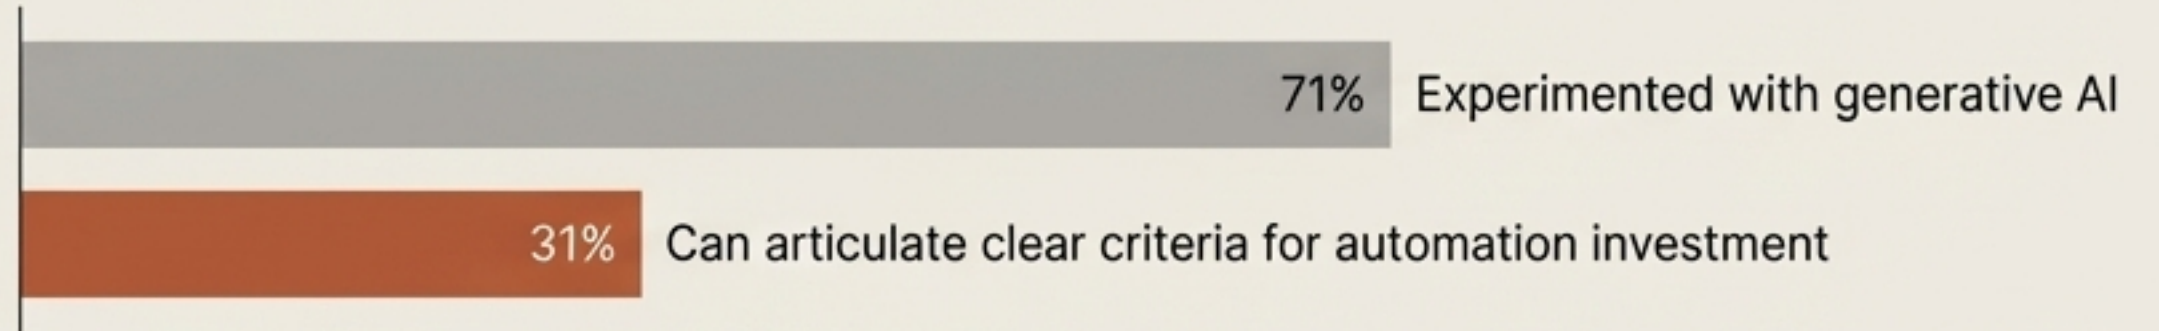 71% Experimented with generative AI
31% Can articulate clear criteria for automation investment